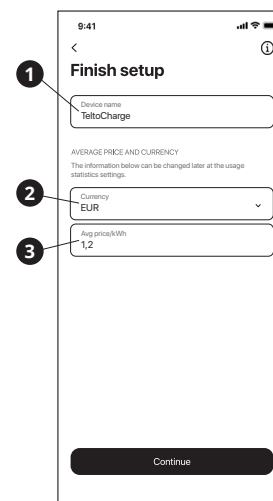 9:41
Finish setup
1
Device name
TeltoCharge
AVERAGE PRICE AND CURRENCY
The information below can be changed later at the usage
statistics settings.
2
Currency
EUR
3
Avg price/kWh
1,2
Continue